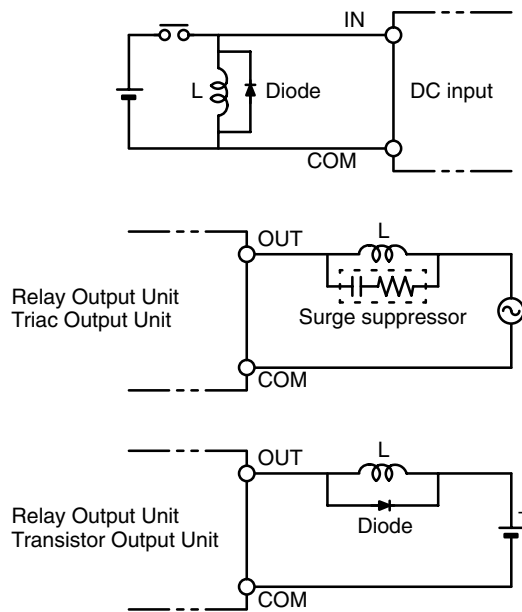 IN
L
Diode
DC input
COM
OUT
L
Relay Output Unit
Triac Output Unit
Surge suppressor
COM
OUT
L
Relay Output Unit
Transistor Output Unit
Diode
+
COM